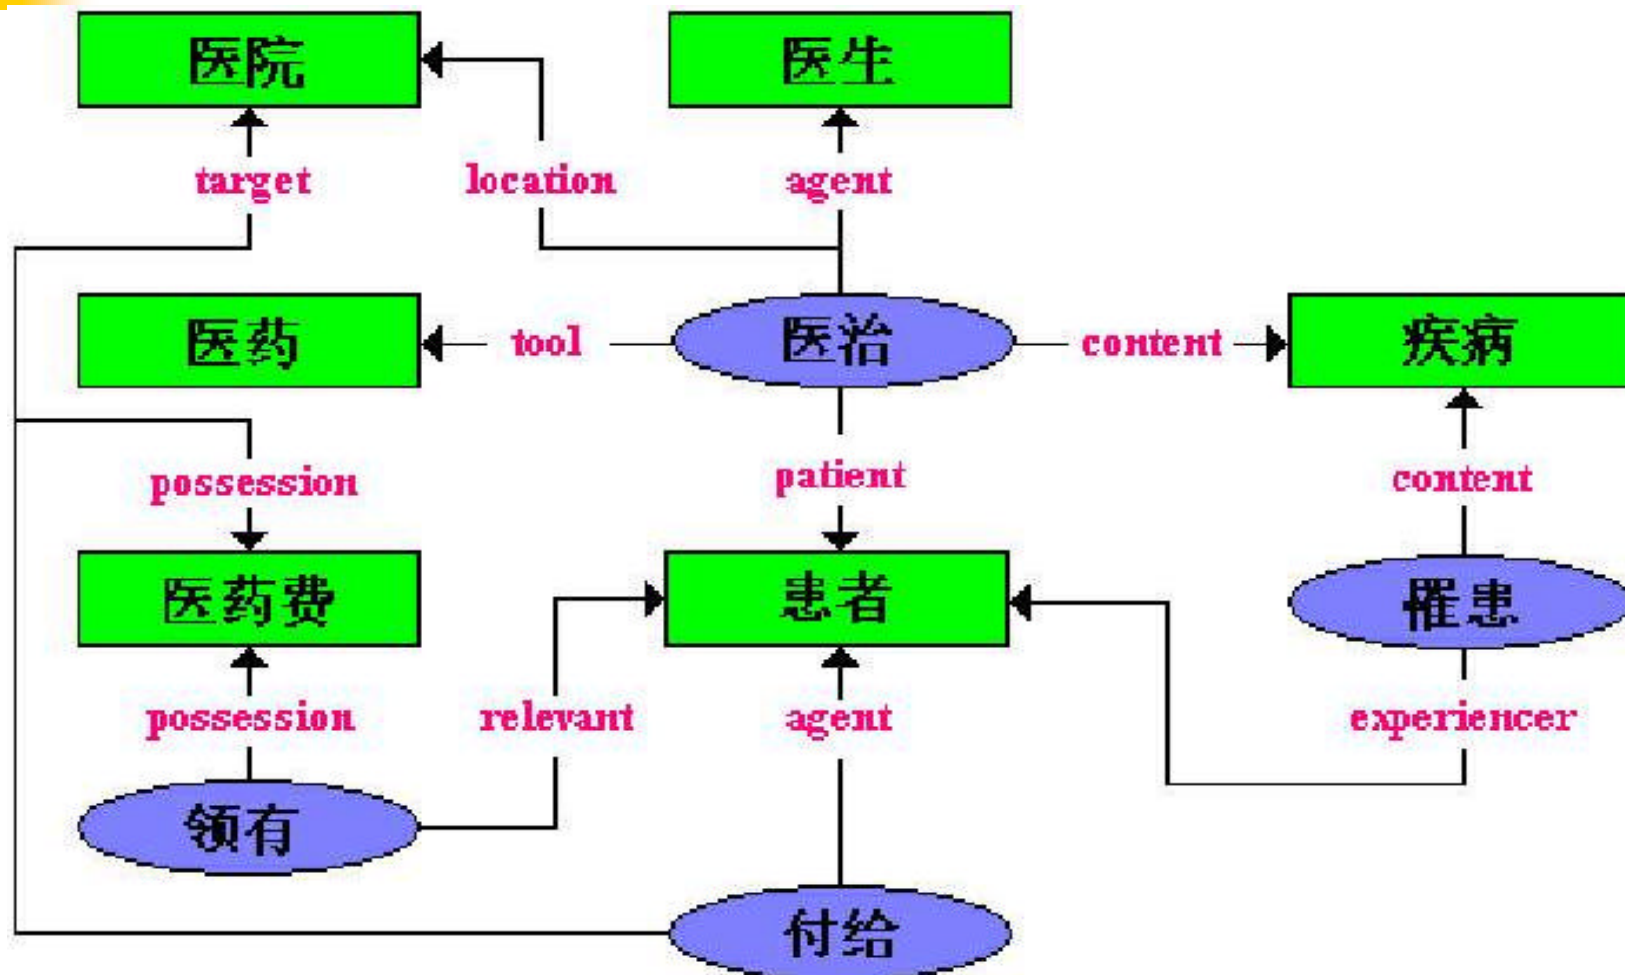 医院
医生
target
location
agent
医药
tool
医治
content
疾病
possession
patient
content
医药费
患者
罹患
possession
relevant
agent
experiencer
领有
付给